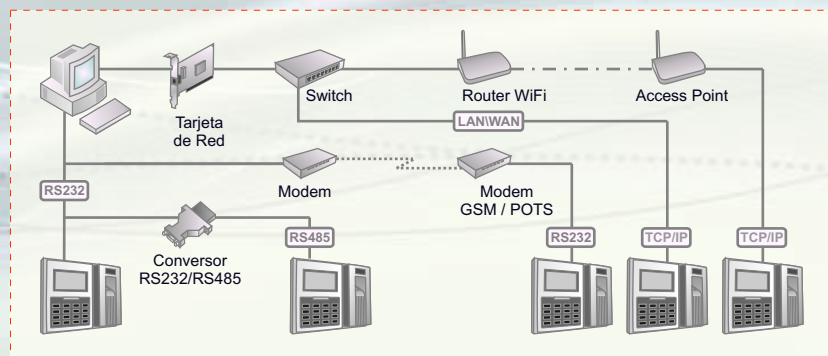 Tarjeta
de Red
Switch
Router WiFi
Access Point
LAN\WAN
RS232
Modem
Modem
GSM / POTS
Conversor
RS232/RS485
RS485
RS232
TCP/IP
TCP/IP